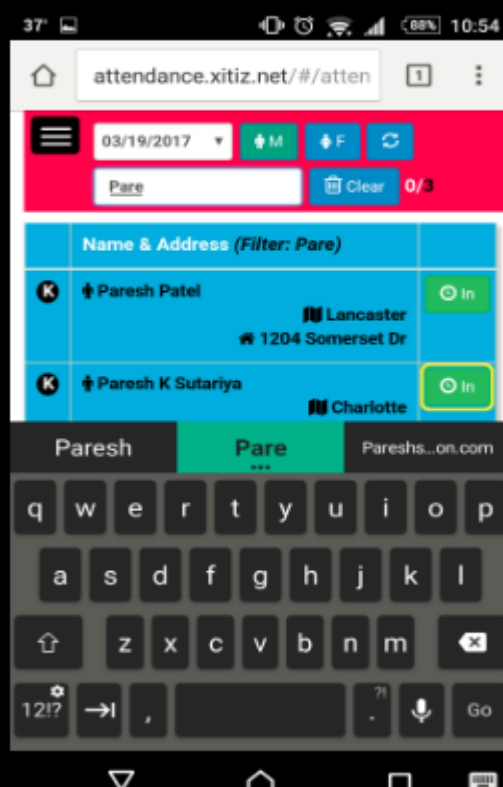 37° 88% 10:54
attendance.xitiz.net/#/atten 1
03/19/2017 M F
Pare Clear 0/3
Name & Address (Filter: Pare)
K Paresh Patel In
Lancaster
1204 Somerset Dr
K Paresh K Sutariya In
Charlotte
Paresh Pare Pareshs...on.com
q w e r t y u i o p
a s d f g h j k l
z x c v b n m
12!? , ?! . Go